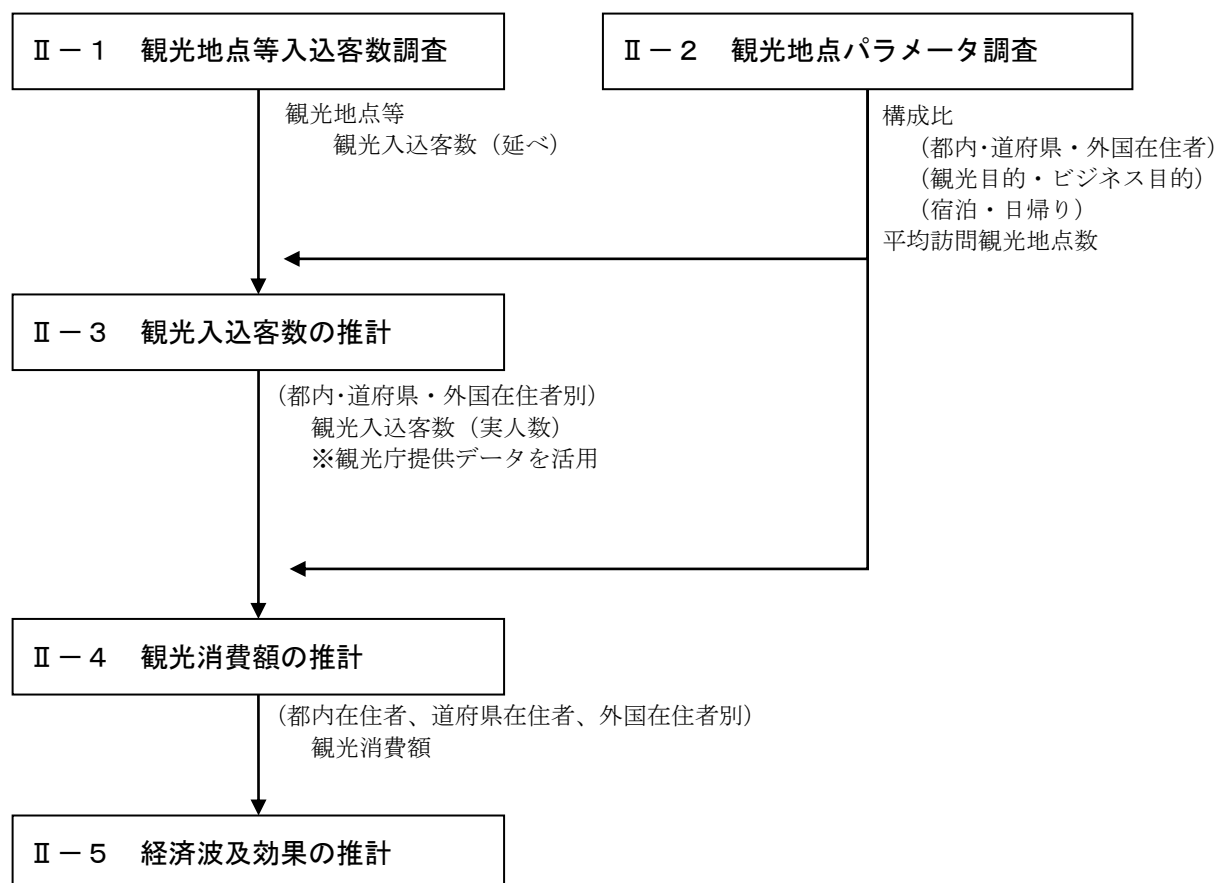 Ⅱ－１　観光地点等入込客数調査
Ⅱ－２　観光地点パラメータ調査
観光地点等
観光入込客数（延べ）
構成比
（都内･道府県・外国在住者）
（観光目的・ビジネス目的）
（宿泊・日帰り）
平均訪問観光地点数
Ⅱ－３　観光入込客数の推計
（都内･道府県・外国在住者別）
観光入込客数（実人数）
※観光庁提供データを活用
Ⅱ－４　観光消費額の推計
（都内在住者、道府県在住者、外国在住者別）
観光消費額
Ⅱ－５　経済波及効果の推計